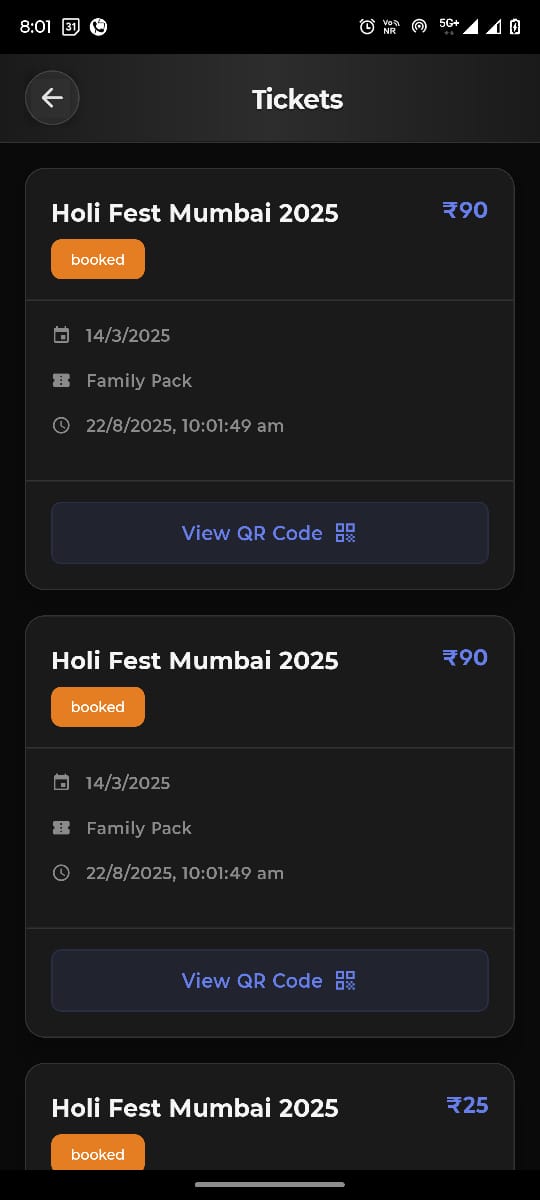 8:01 31 Vo NR 5G+
Tickets
Holi Fest Mumbai 2025 ₹90
booked
14/3/2025
Family Pack
22/8/2025, 10:01:49 am
View QR Code
Holi Fest Mumbai 2025 ₹90
booked
14/3/2025
Family Pack
22/8/2025, 10:01:49 am
View QR Code
Holi Fest Mumbai 2025 ₹25
booked